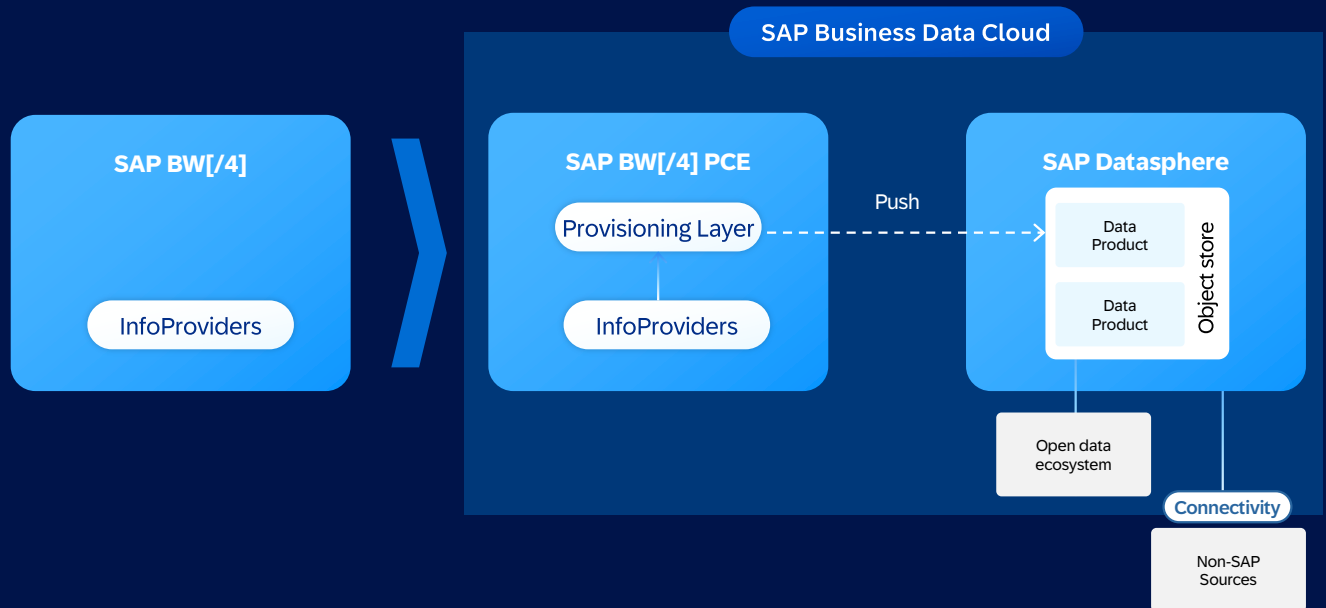 SAP Business Data Cloud
SAP BW[/4]
InfoProviders
SAP BW[/4] PCE
Provisioning Layer
InfoProviders
Push
SAP Datasphere
Data
Product
Data
Product
Object store
Open data
ecosystem
Connectivity
Non-SAP
Sources